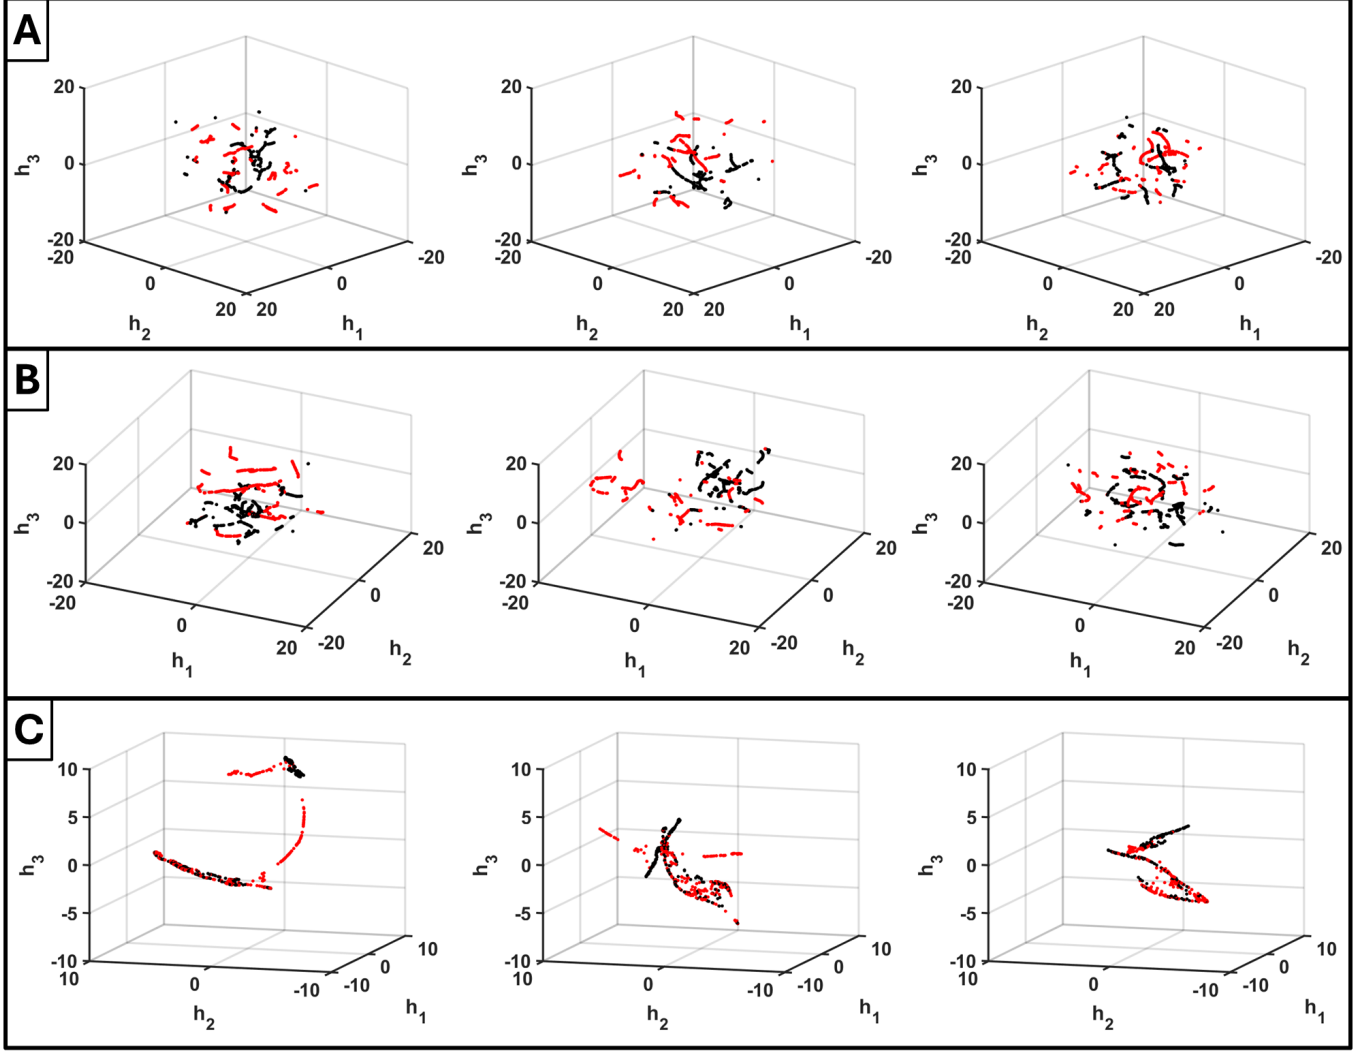 A
20 20 20
h3 0 h3 0 h3 0
-20 -20 -20
-20 -20 -20 -20 -20 -20
0 0 0 0 0 0
20 20 20 20 20 20
h2 h1 h2 h1 h2 h1
B
20 20 20
h3 0 h3 0 h3 0
20 20 20
-20 -20 -20
-20 0 -20 0 -20 0
0 0 0
20 -20 20 -20 20 -20
h1 h2 h1 h2 h1 h2
C
10 10 10
5 5 5
h3 0 h3 0 h3 0
-5 -5 -5
10 10 10
-10 -10 -10
10 0 10 0 10 0
0 -10 -10 0 -10 -10 0 -10 -10
h2 h1 h2 h1 h2 h1